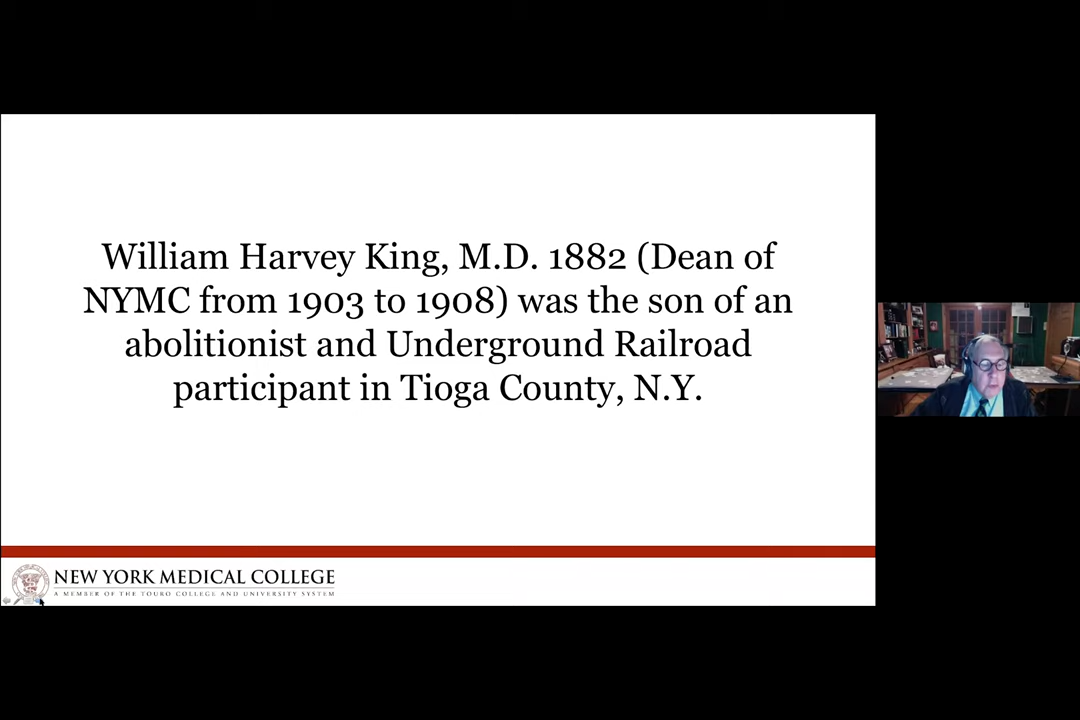 William Harvey King, M.D. 1882 (Dean of
NYMC from 1903 to 1908) was the son of an
abolitionist and Underground Railroad
participant in Tioga County, N.Y.
NEW YORK MEDICAL COLLEGE
A MEMBER OF THE TOURO COLLEGE AND UNIVERSITY SYSTEM